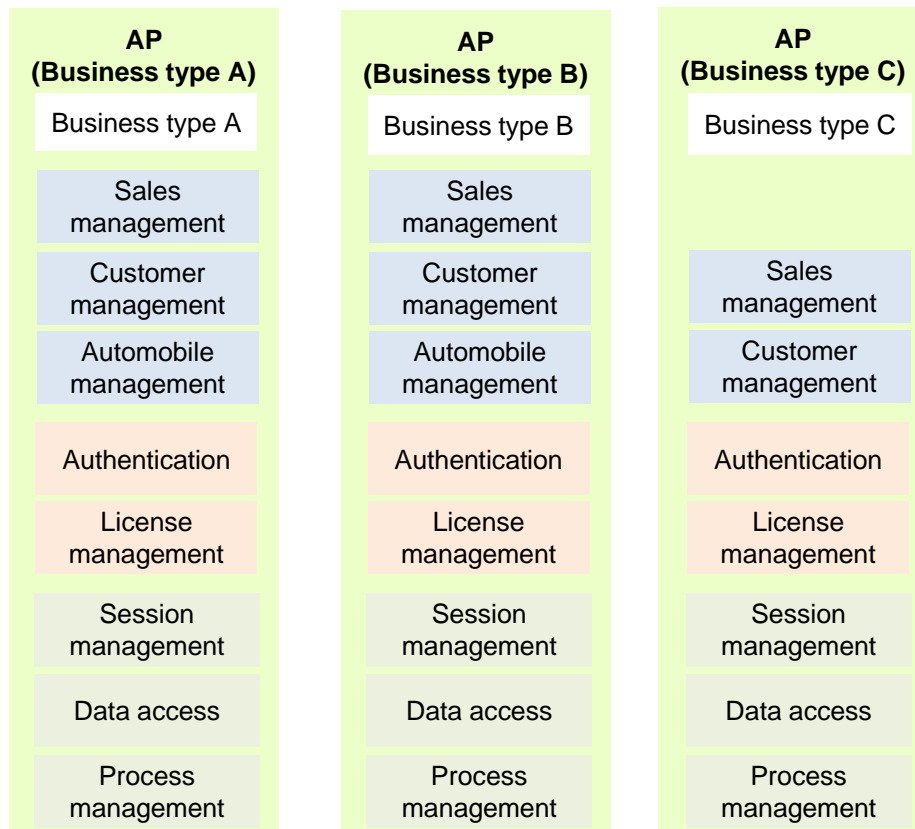 AP
(Business type A)
Business type A
Sales
management
Customer
management
Automobile
management
Authentication
License
management
Session
management
Data access
Process
management
AP
(Business type B)
Business type B
Sales
management
Customer
management
Automobile
management
Authentication
License
management
Session
management
Data access
Process
management
AP
(Business type C)
Business type C
Sales
management
Customer
management
Authentication
License
management
Session
management
Data access
Process
management